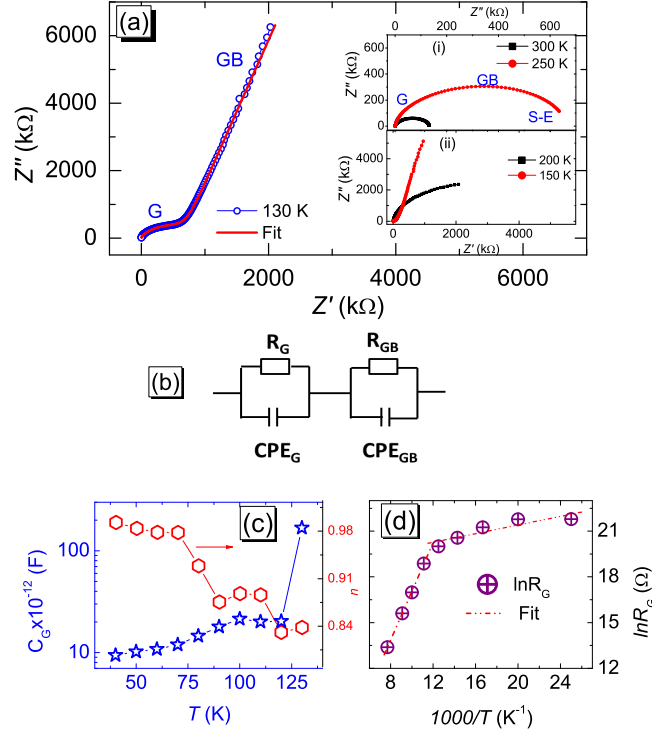 (a)
6000
4000
2000
0
Z″ (kΩ)
G
GB
130 K
Fit
0 1000 2000 3000 4000
Z′ (kΩ)
Z″ (kΩ)
0 200 400 600
(i)
300 K
250 K
600
400
200
0
Z″ (kΩ)
G
GB
S-E
(ii)
200 K
150 K
4000
2000
0
Z″ (kΩ)
0 2000 4000
Z′ (kΩ)
(b)
R_G
R_GB
CPE_G
CPE_GB
(c)
100
10
C_G x10^-12 (F)
0.98
0.91
0.84
n
50 75 100 125
T (K)
(d)
21
18
15
12
lnR_G (Ω)
lnR_G
Fit
8 12 16 20 24
1000/T (K^-1)